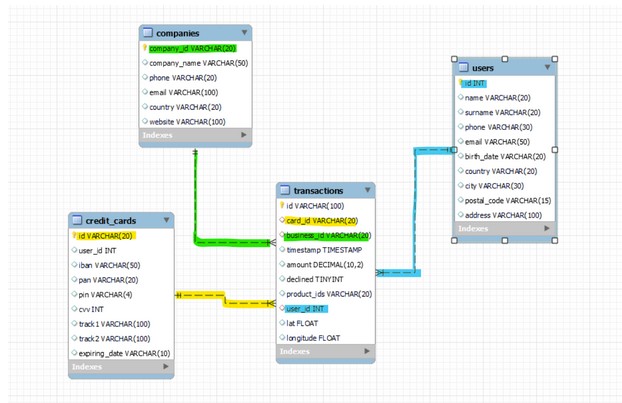 companies
company_id VARCHAR(20)
company_name VARCHAR(50)
phone VARCHAR(20)
email VARCHAR(100)
country VARCHAR(20)
website VARCHAR(100)
Indexes
users
id INT
name VARCHAR(20)
surname VARCHAR(20)
phone VARCHAR(30)
email VARCHAR(50)
birth_date VARCHAR(20)
country VARCHAR(20)
city VARCHAR(30)
postal_code VARCHAR(15)
address VARCHAR(100)
Indexes
credit_cards
id VARCHAR(20)
user_id INT
iban VARCHAR(50)
pan VARCHAR(20)
pin VARCHAR(4)
cvv INT
track1 VARCHAR(100)
track2 VARCHAR(100)
expiring_date VARCHAR(10)
Indexes
transactions
id VARCHAR(100)
card_id VARCHAR(20)
business_id VARCHAR(20)
timestamp TIMESTAMP
amount DECIMAL(10,2)
declined TINYINT
product_ids VARCHAR(20)
user_id INT
lat FLOAT
longitude FLOAT
Indexes